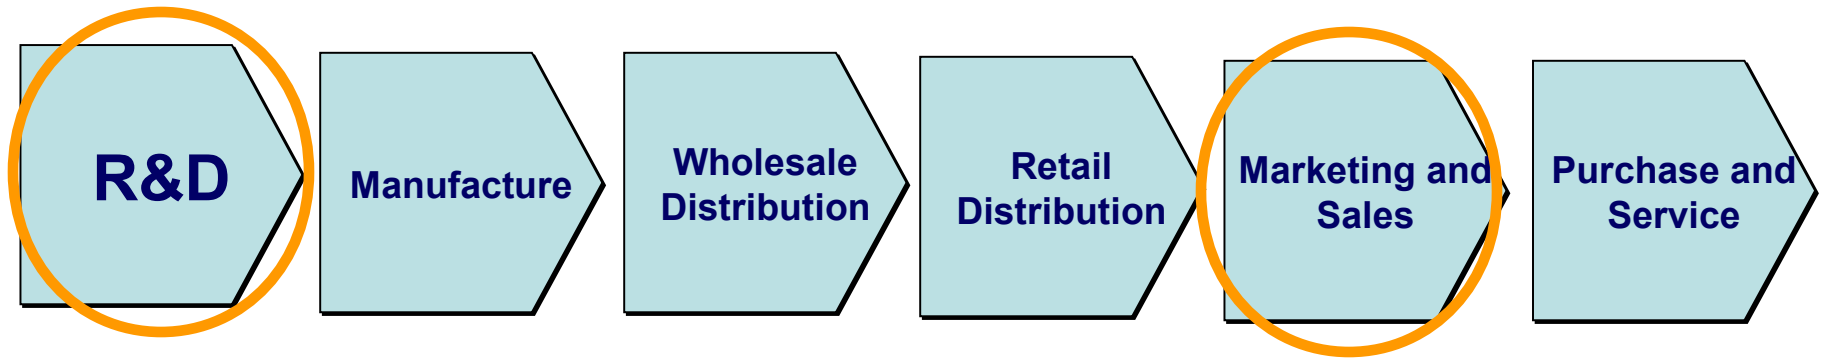 R&D
Manufacture
Wholesale
Distribution
Retail
Distribution
Marketing and
Sales
Purchase and
Service